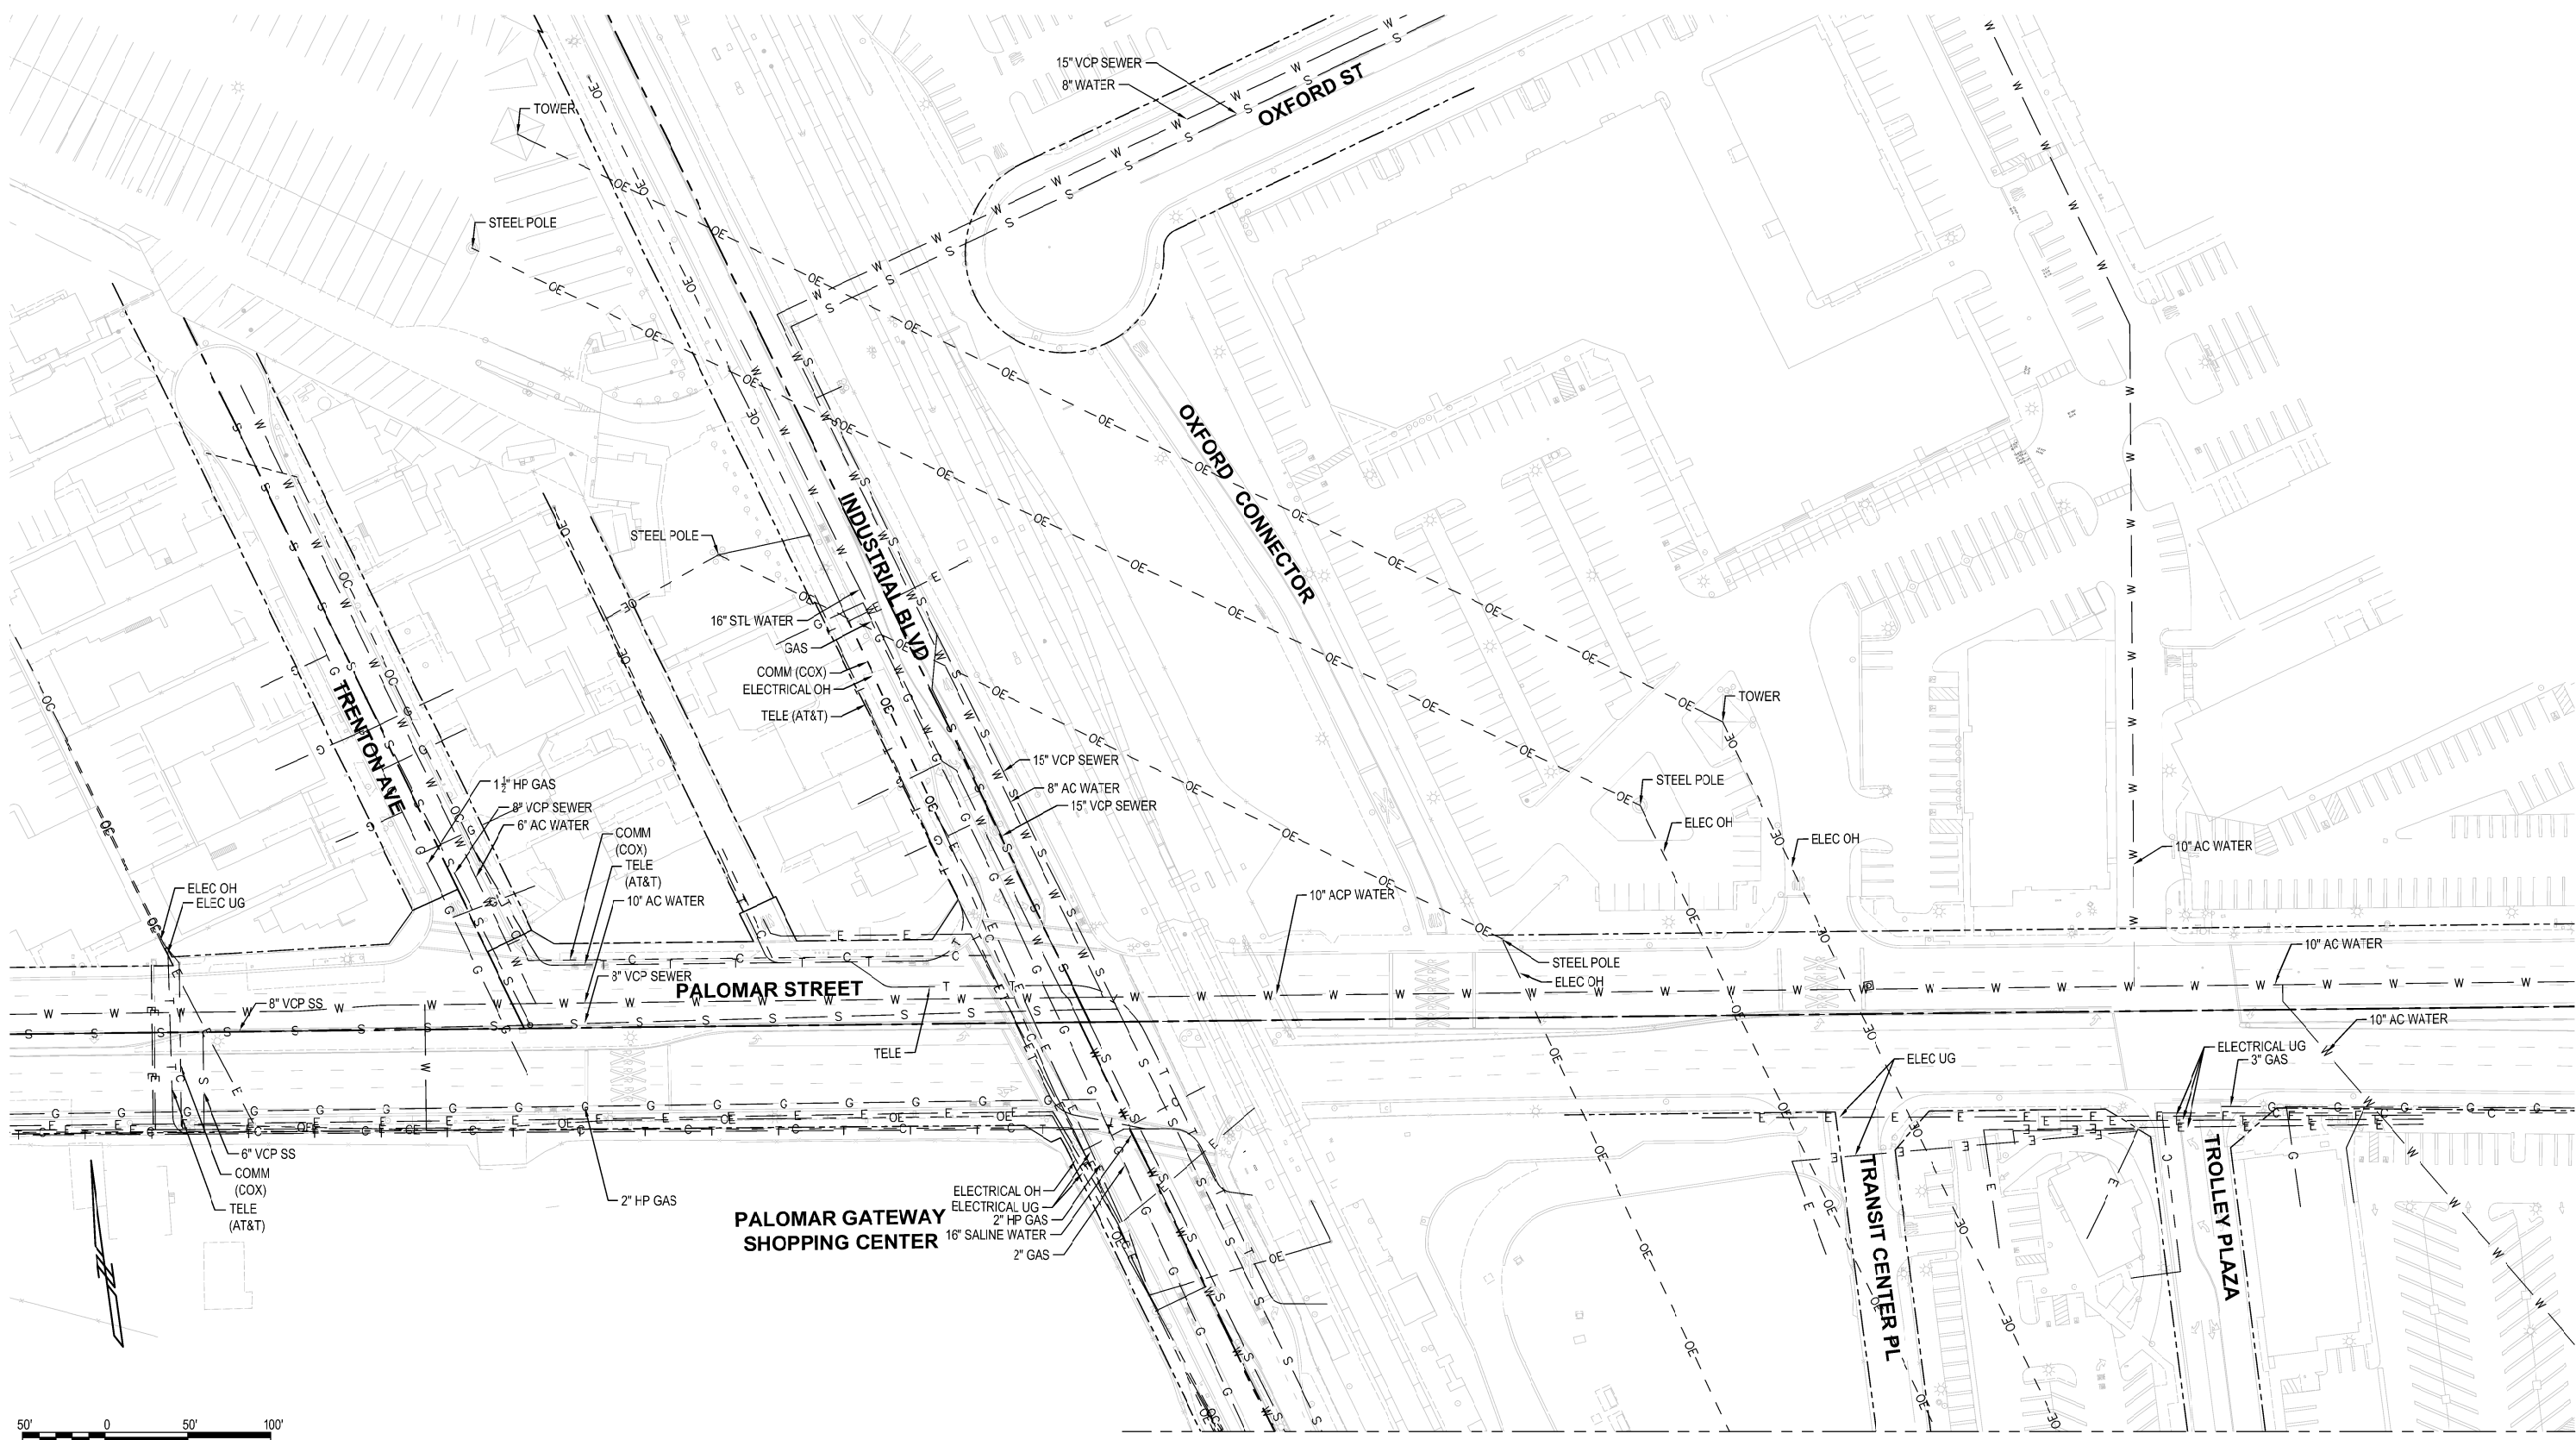 15" VCP SEWER
8" WATER
OXFORD ST
TOWER
STEEL POLE
OXFORD CONNECTOR
INDUSTRIAL BLVD
STEEL POLE
16" STL WATER
GAS
COMM (COX)
ELECTRICAL OH
TELE (AT&T)
TRENTON AVE
TOWER
15" VCP SEWER
8" AC WATER
15" VCP SEWER
STEEL POLE
ELEC OH
ELEC OH
10" AC WATER
1 1/2" HP GAS
8" VCP SEWER
6" AC WATER
COMM
(COX)
TELE
(AT&T)
10" AC WATER
ELEC OH
ELEC UG
10" ACP WATER
10" AC WATER
STEEL POLE
ELEC OH
8" VCP SEWER
PALOMAR STREET
8" VCP SS
TELE
10" AC WATER
ELEC UG
ELECTRICAL UG
3" GAS
6" VCP SS
COMM
(COX)
TELE
(AT&T)
2" HP GAS
PALOMAR GATEWAY
SHOPPING CENTER
ELECTRICAL OH
ELECTRICAL UG
2" HP GAS
16" SALINE WATER
2" GAS
TRANSIT CENTER PL
TROLLEY PLAZA
50' 0 50' 100'